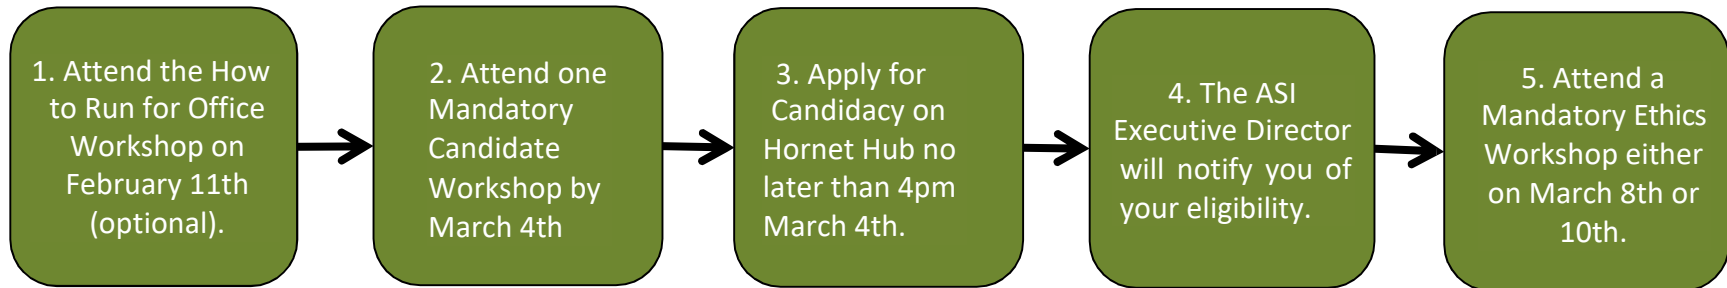 1. Attend the How
to Run for Office
Workshop on
February 11th
(optional).
2. Attend one
Mandatory
Candidate
Workshop by
March 4th
3. Apply for
Candidacy on
Hornet Hub no
later than 4pm
March 4th.
4. The ASI
Executive Director
will notify you of
your eligibility.
5. Attend a
Mandatory Ethics
Workshop either
on March 8th or
10th.